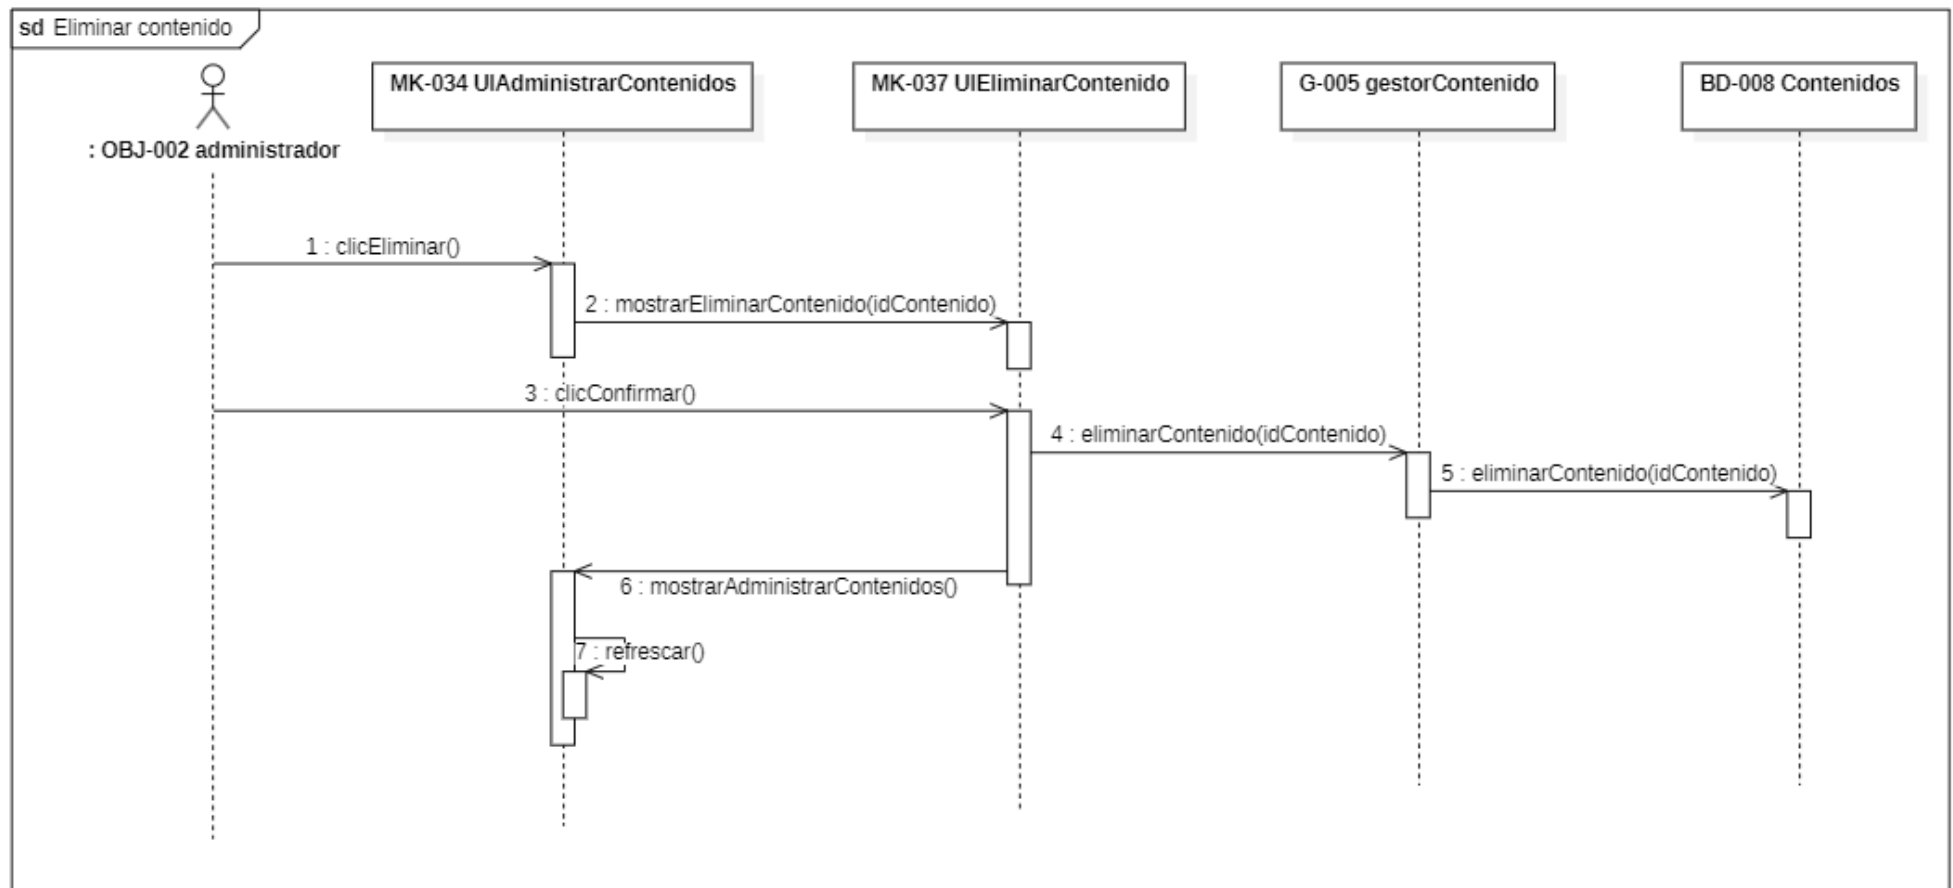 sd Eliminar contenido
MK-034 UIAdministrarContenidos
MK-037 UIEliminarContenido
G-005 gestorContenido
BD-008 Contenidos
: OBJ-002 administrador
1 : clicEliminar()
2 : mostrarEliminarContenido(idContenido)
3 : clicConfirmar()
4 : eliminarContenido(idContenido)
5 : eliminarContenido(idContenido)
6 : mostrarAdministrarContenidos()
7 : refrescar()